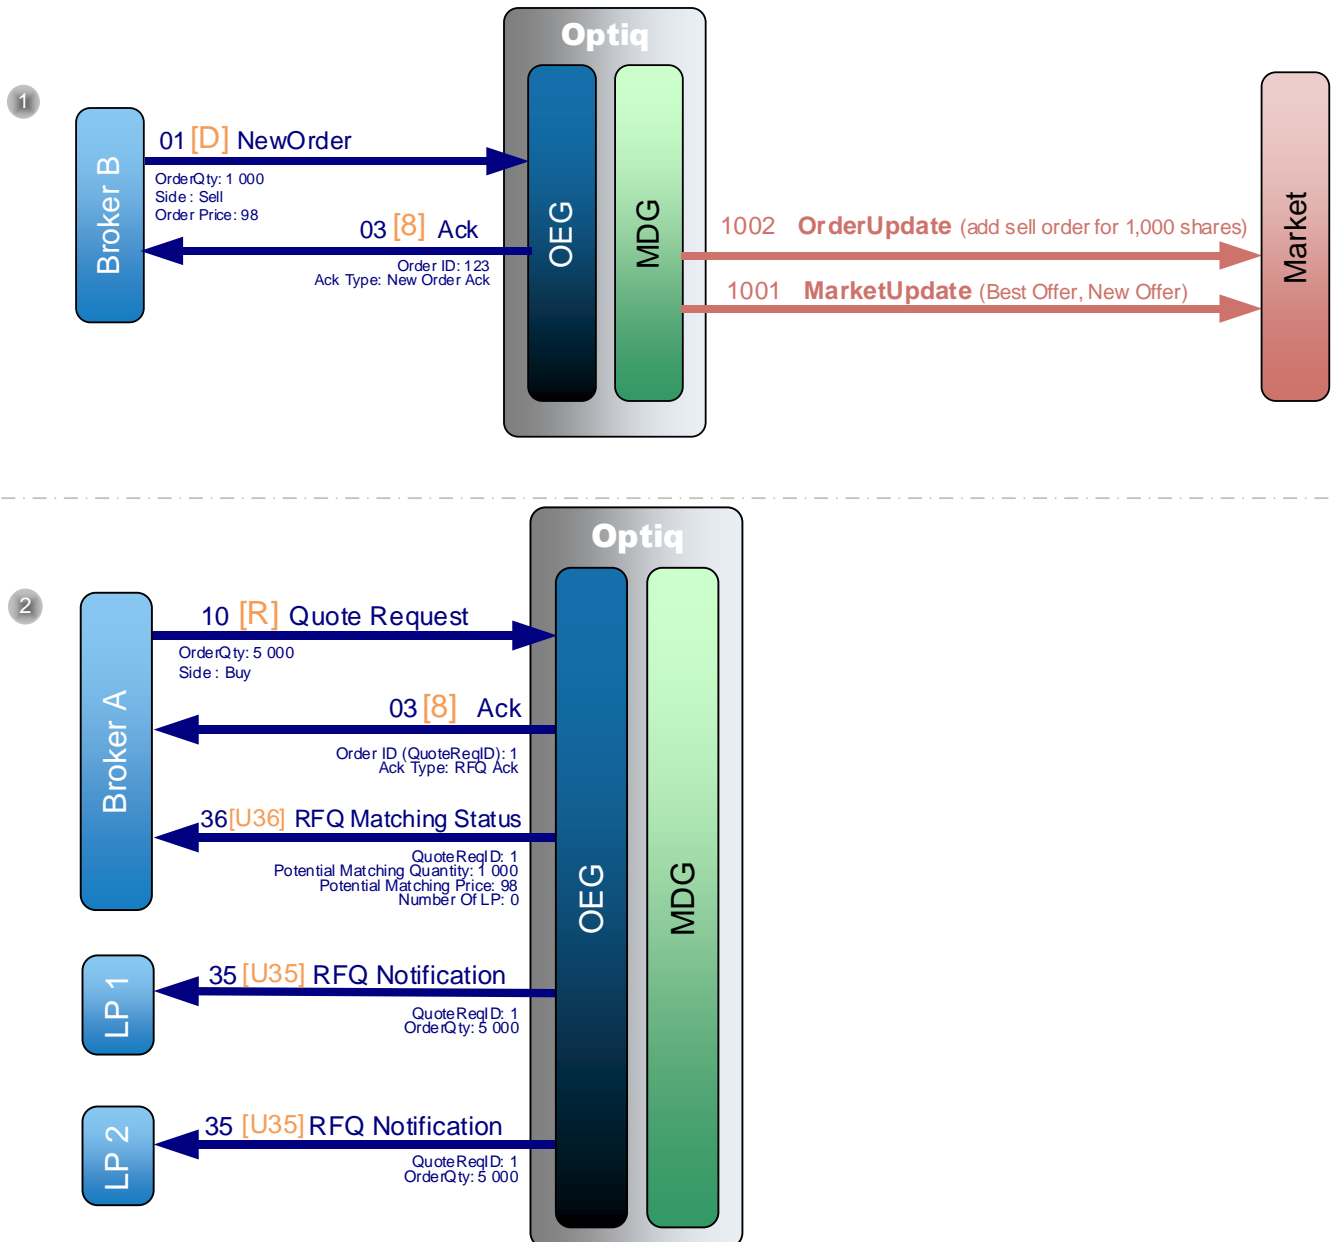 Optiq
1
01 [D] NewOrder
OrderQty: 1 000
Side : Sell
Order Price: 98
Broker B
03 [8] Ack
Order ID: 123
Ack Type: New Order Ack
OEG
MDG
1002 OrderUpdate (add sell order for 1,000 shares)
1001 MarketUpdate (Best Offer, New Offer)
Market
Optiq
2
10 [R] Quote Request
OrderQty: 5 000
Side : Buy
Broker A
03 [8] Ack
Order ID (QuoteReqID): 1
Ack Type: RFQ Ack
36 [U36] RFQ Matching Status
QuoteReqID: 1
Potential Matching Quantity: 1 000
Potential Matching Price: 98
Number Of LP: 0
OEG
MDG
LP 1
35 [U35] RFQ Notification
QuoteReqID: 1
OrderQty: 5 000
LP 2
35 [U35] RFQ Notification
QuoteReqID: 1
OrderQty: 5 000